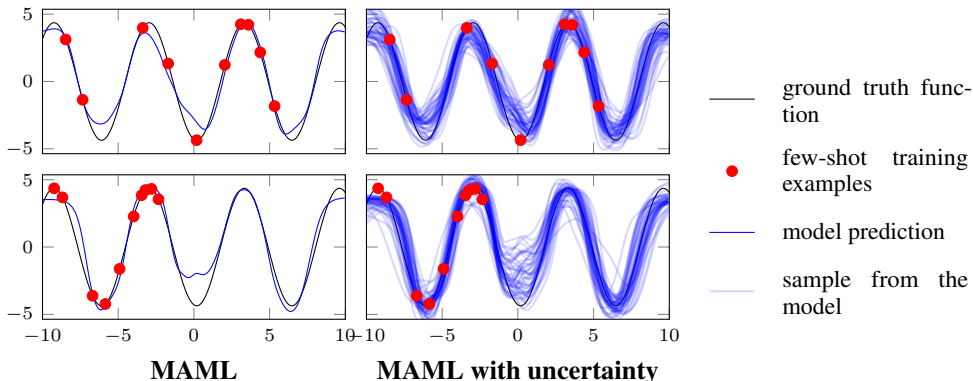 5
0
−5
5
0
−5
−10
−5
0
5
10
−10
−5
0
5
10
MAML
MAML with uncertainty
ground truth func-
tion
few-shot training
examples
model prediction
sample from the
model